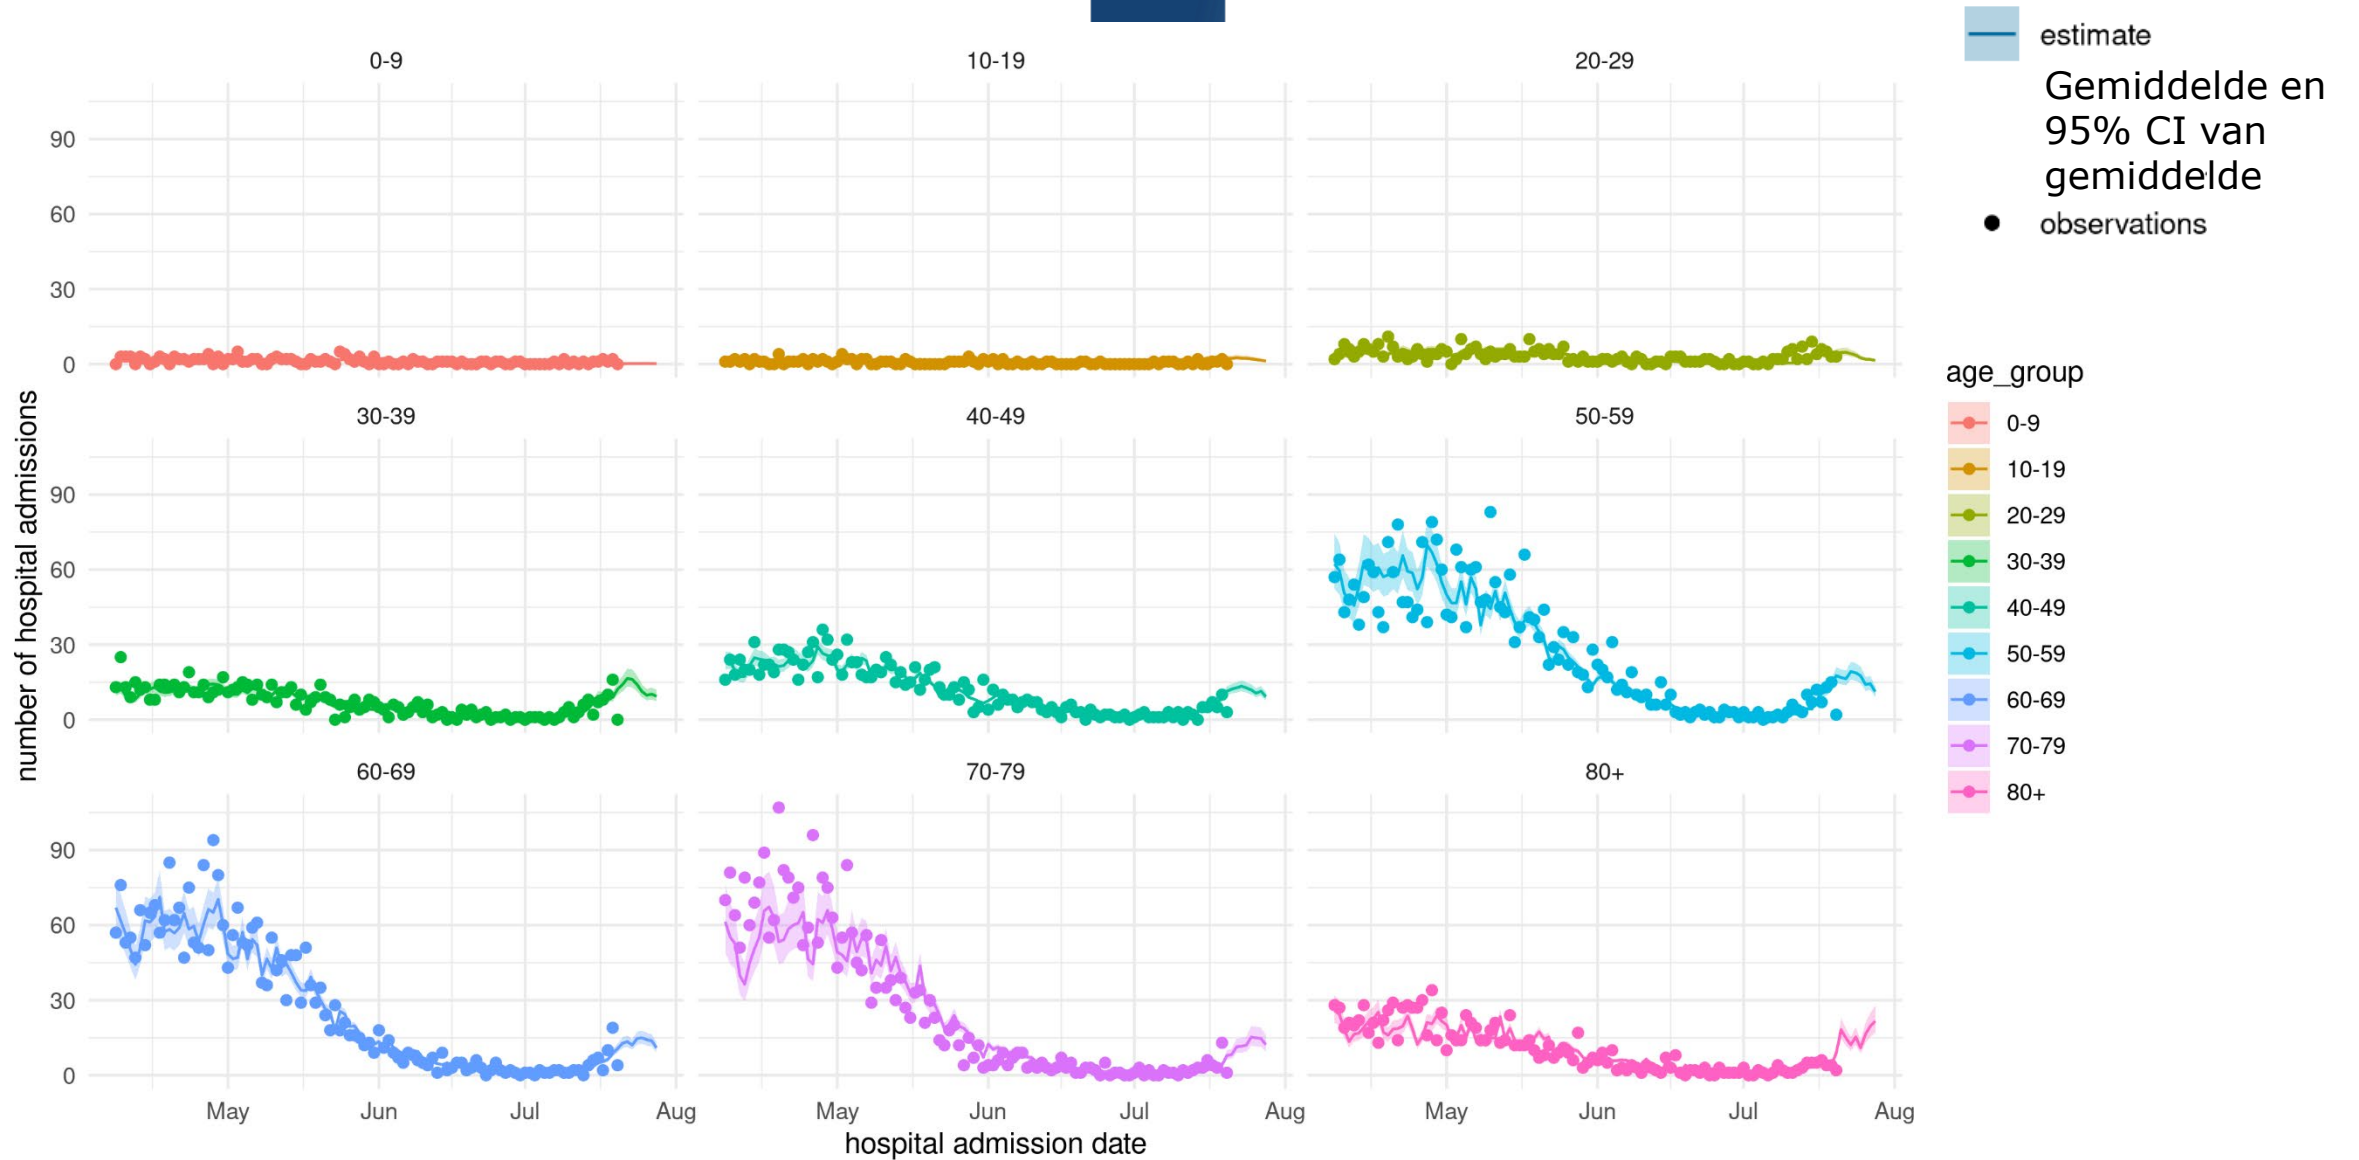 0-9
10-19
20-29
90
60
30
0
30-39
40-49
50-59
90
60
30
0
60-69
70-79
80+
90
60
30
0
May
Jun
Jul
Aug
May
Jun
Jul
Aug
May
Jun
Jul
Aug
number of hospital admissions
hospital admission date
estimate
Gemiddelde en
95% CI van
gemiddelde
observations
age_group
0-9
10-19
20-29
30-39
40-49
50-59
60-69
70-79
80+